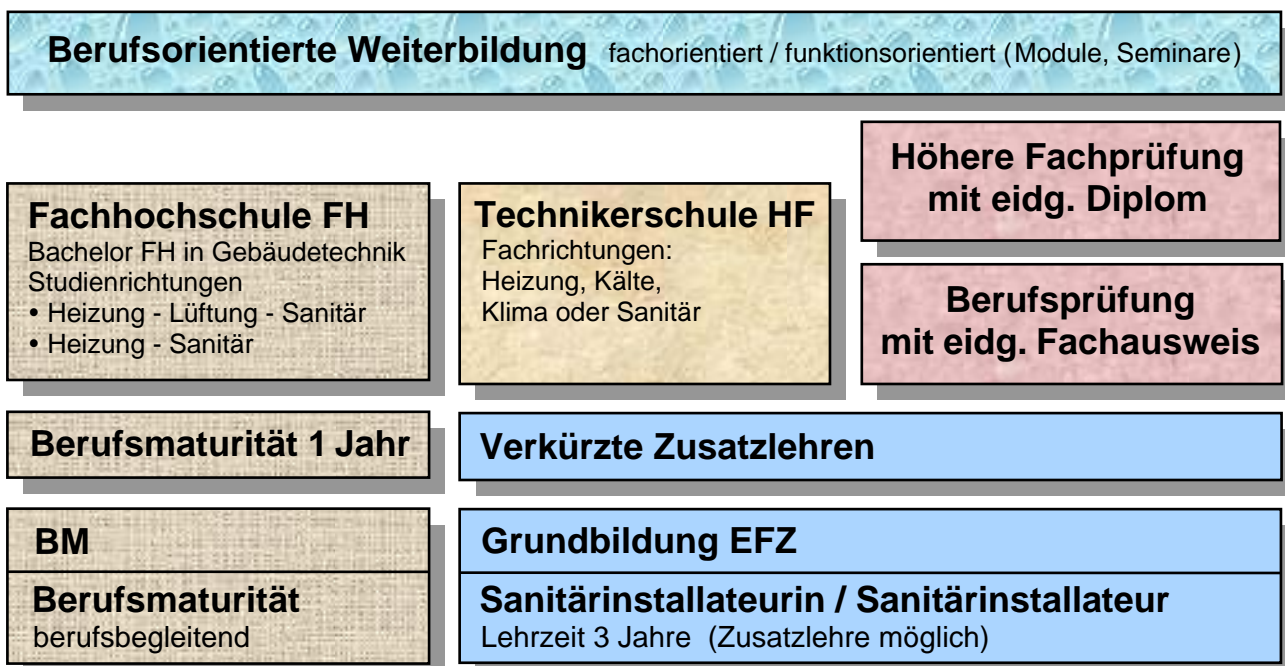 Berufsorientierte Weiterbildung fachorientiert / funktionsorientiert (Module, Seminare)
Höhere Fachprüfung
mit eidg. Diplom
Fachhochschule FH
Bachelor FH in Gebäudetechnik
Studienrichtungen
• Heizung - Lüftung - Sanitär
• Heizung - Sanitär
Technikerschule HF
Fachrichtungen:
Heizung, Kälte,
Klima oder Sanitär
Berufsprüfung
mit eidg. Fachausweis
Berufsmaturität 1 Jahr
Verkürzte Zusatzlehren
BM
Berufsmaturität
berufsbegleitend
Grundbildung EFZ
Sanitärinstallateurin / Sanitärinstallateur
Lehrzeit 3 Jahre (Zusatzlehre möglich)